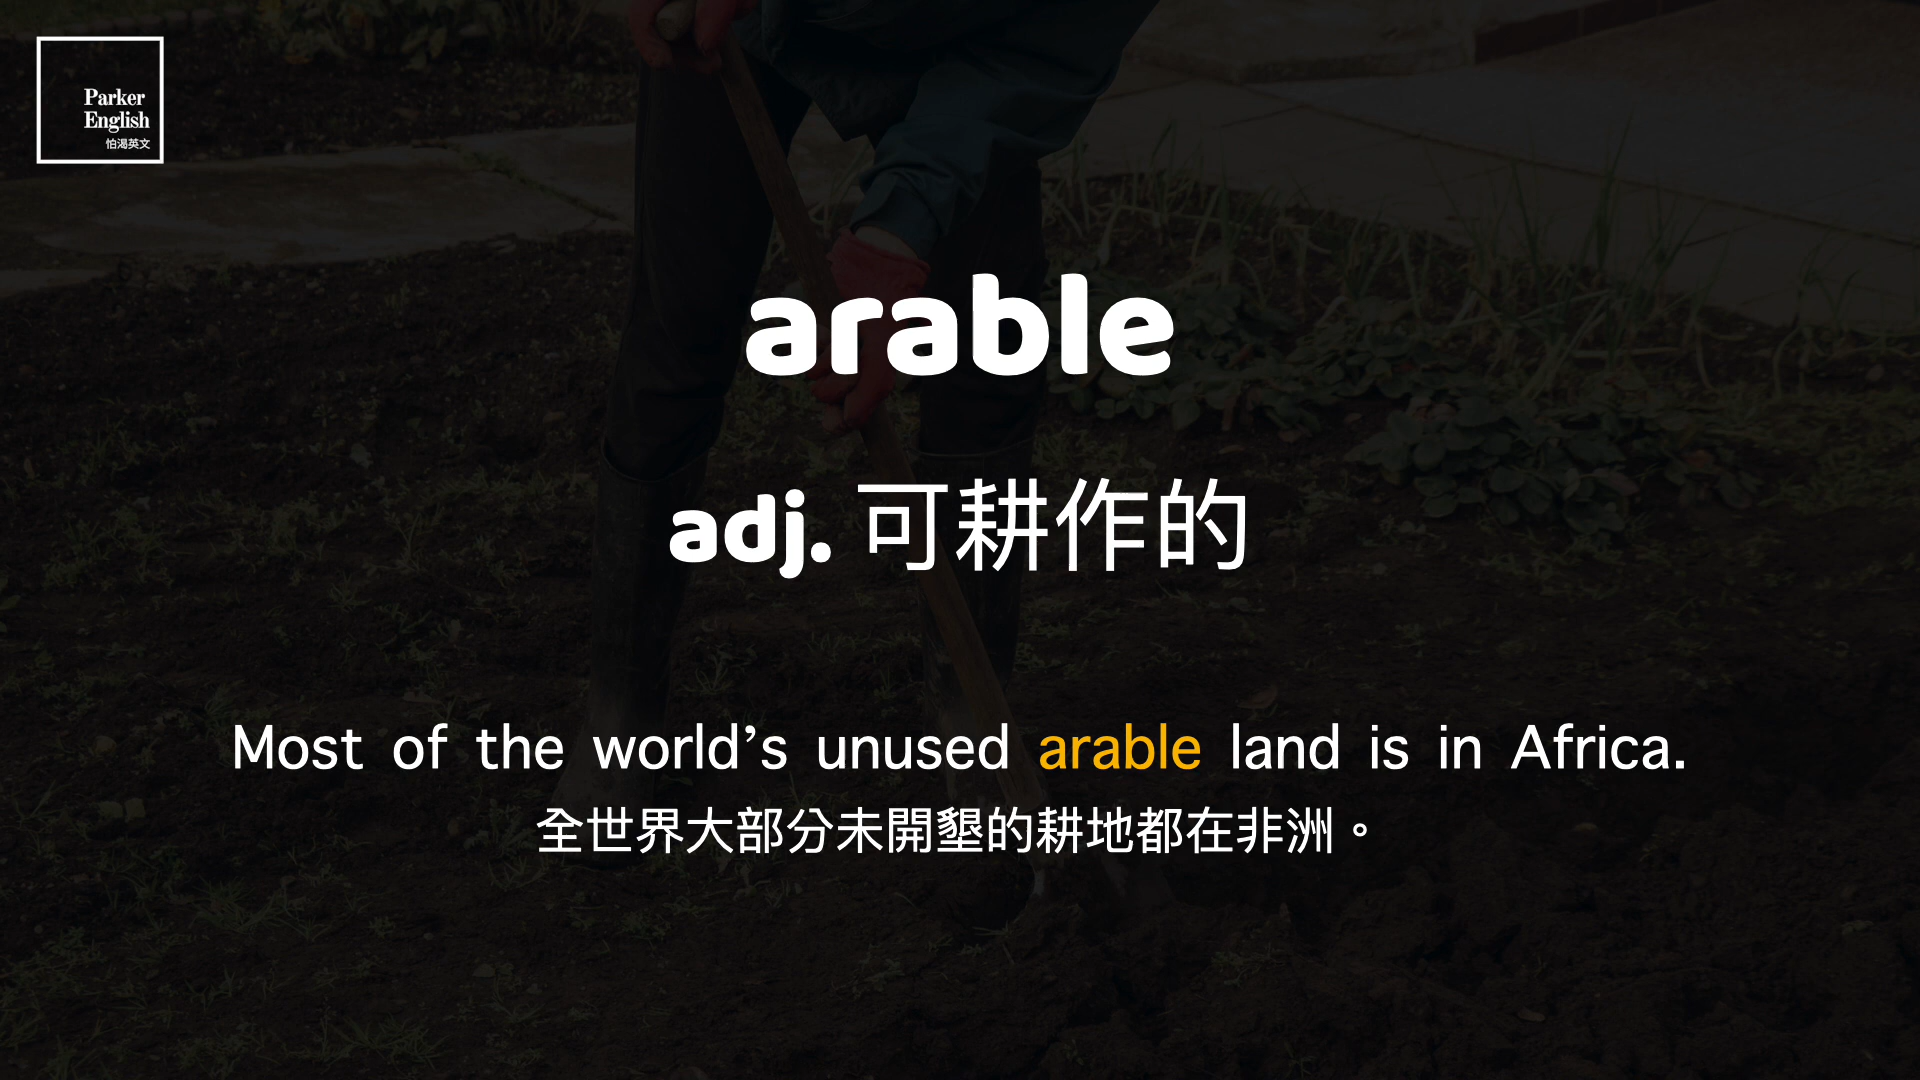 Parker
English
怕渴英文
arable
adj. 可耕作的
Most of the world’s unused arable land is in Africa.
全世界大部分未開墾的耕地都在非洲。